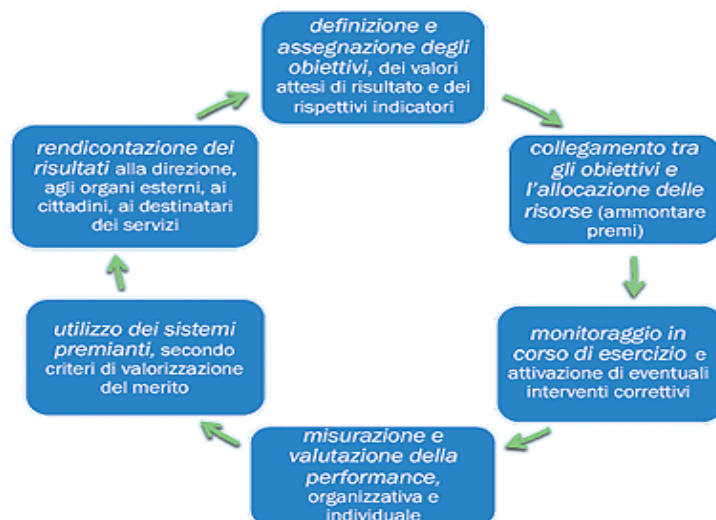 definizione e
assegnazione degli
obiettivi, dei valori
attesi di risultato e dei
rispettivi indicatori
collegamento tra
gli obiettivi e
l'allocazione delle
risorse (ammontare
premi)
monitoraggio in
corso di esercizio e
attivazione di eventuali
interventi correttivi
misurazione e
valutazione della
performance,
organizzativa e
individuale
utilizzo dei sistemi
premianti, secondo
criteri di valorizzazione
del merito
rendicontazione dei
risultati alla direzione,
agli organi esterni, ai
cittadini, ai destinatari
dei servizi